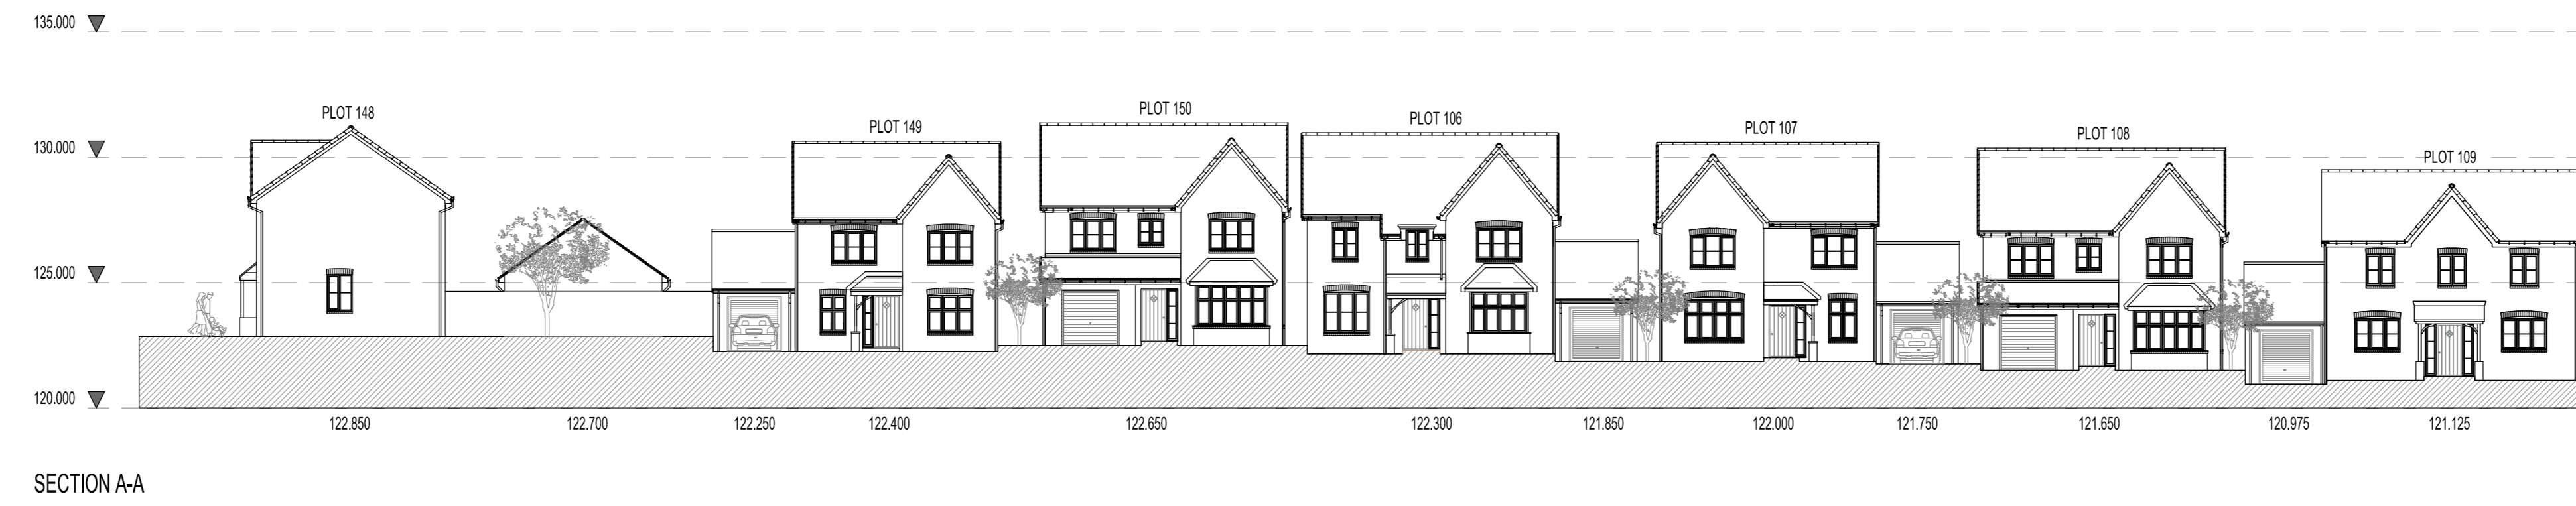 135.000
PLOT 148
PLOT 149
PLOT 150
PLOT 106
PLOT 107
PLOT 108
PLOT 109
130.000
125.000
120.000
122.850
122.700
122.250
122.400
122.650
122.300
121.850
122.000
121.750
121.650
120.975
121.125
SECTION A-A